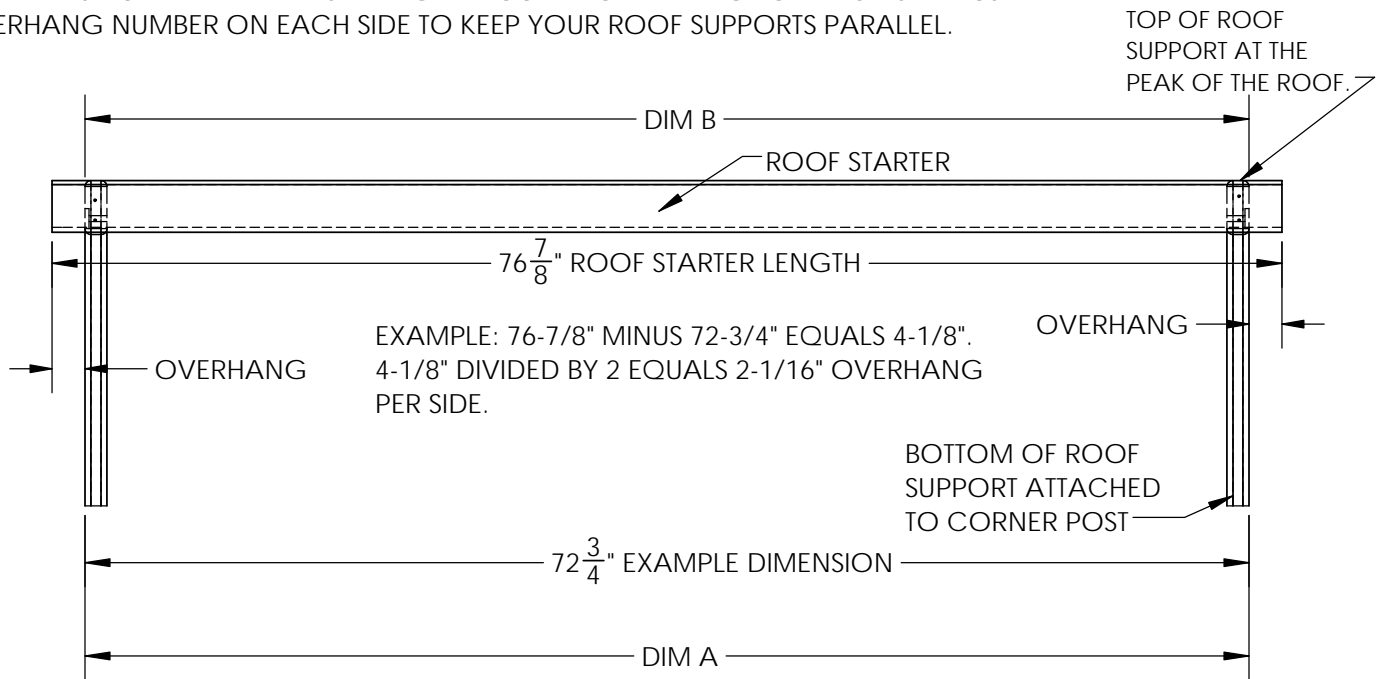 ERHANG NUMBER ON EACH SIDE TO KEEP YOUR ROOF SUPPORTS PARALLEL.
TOP OF ROOF
SUPPORT AT THE
PEAK OF THE ROOF.
DIM B
ROOF STARTER
76 7/8" ROOF STARTER LENGTH
EXAMPLE: 76-7/8" MINUS 72-3/4" EQUALS 4-1/8".
4-1/8" DIVIDED BY 2 EQUALS 2-1/16" OVERHANG
PER SIDE.
OVERHANG
OVERHANG
BOTTOM OF ROOF
SUPPORT ATTACHED
TO CORNER POST
72 3/4" EXAMPLE DIMENSION
DIM A